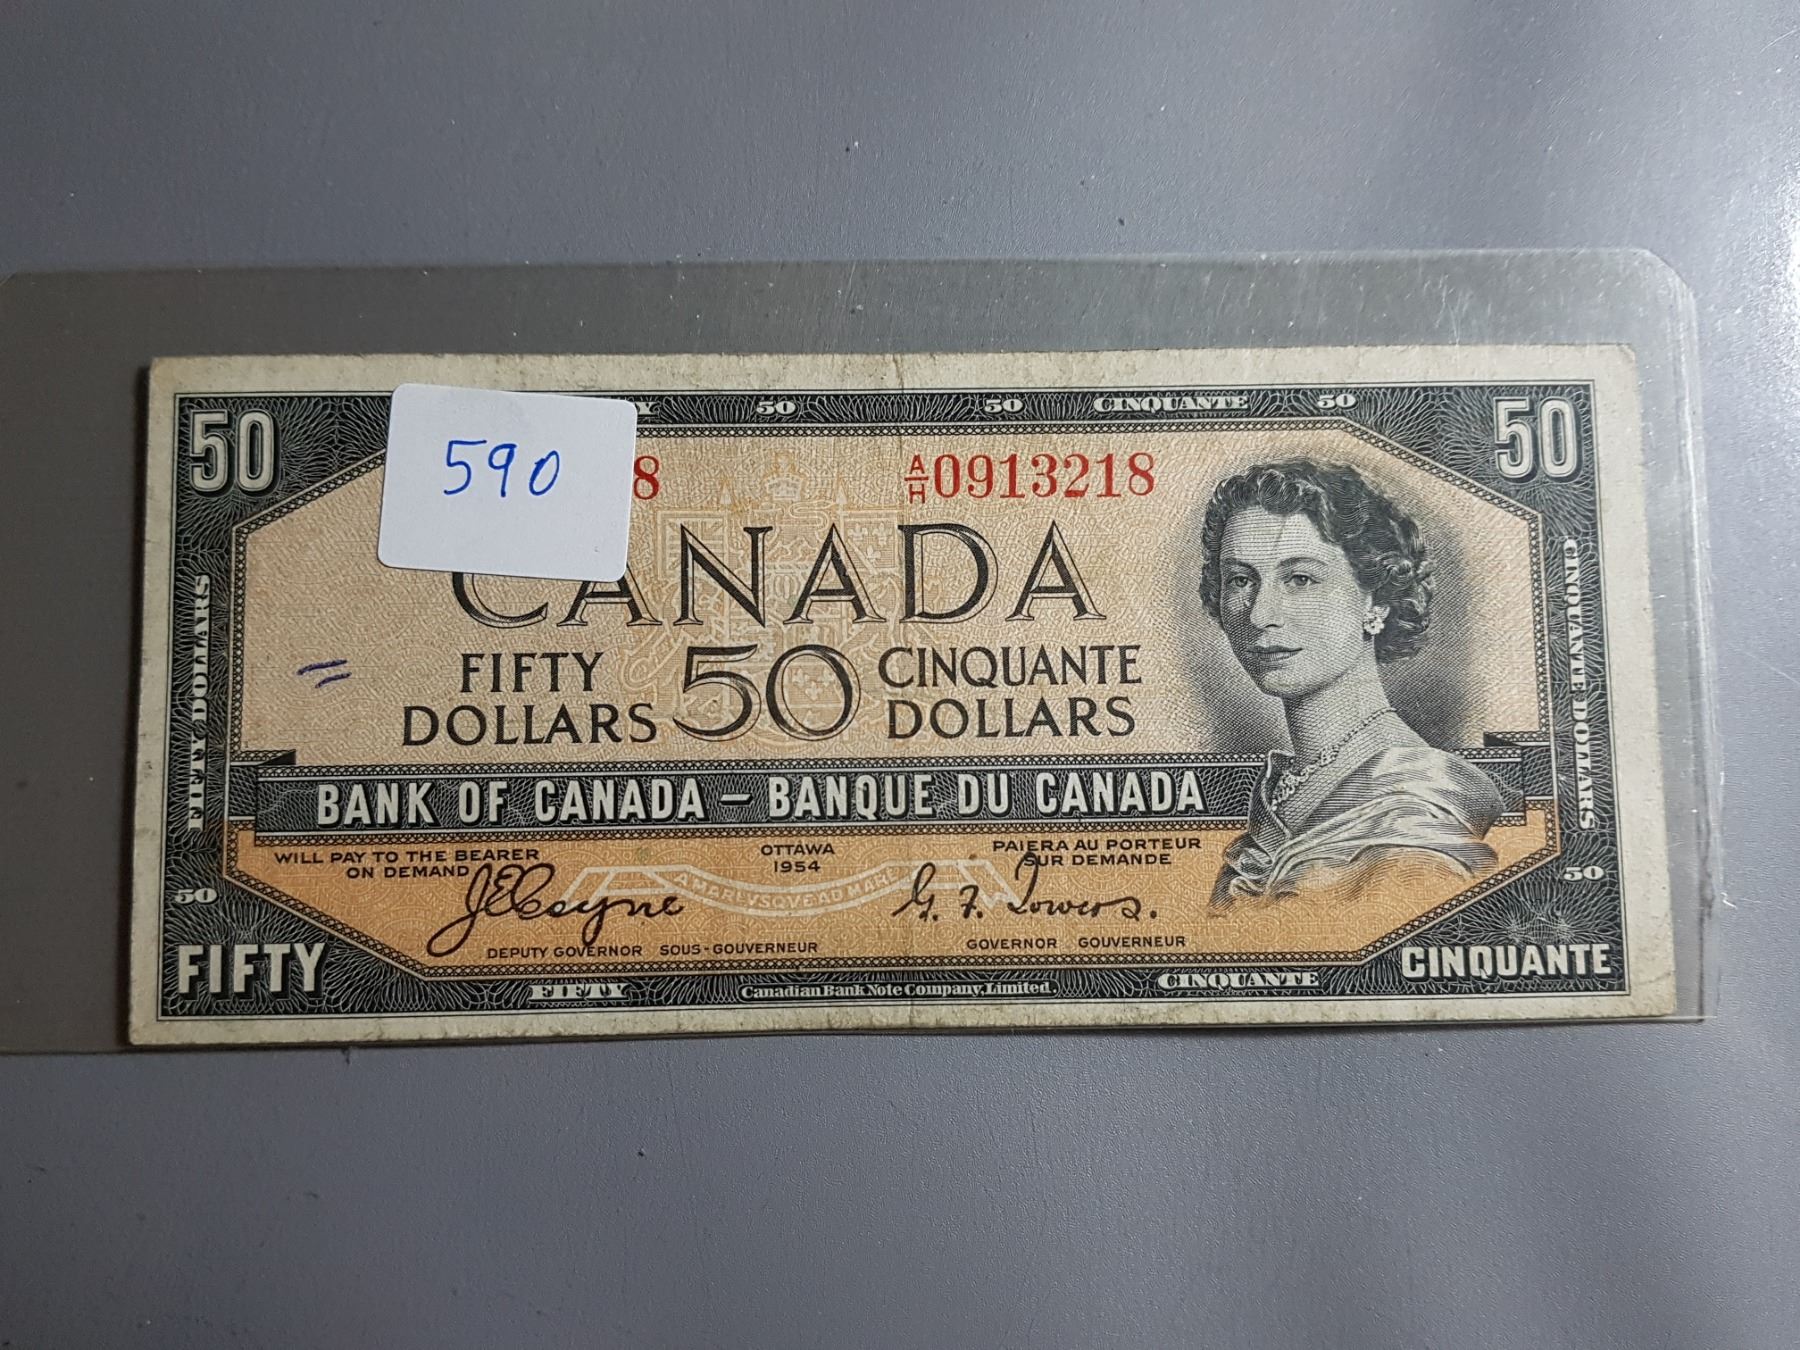 50 50 50 CINQUANTE 50 50
590
8 A/H 0913218
CANADA
FIFTY DOLLARS
50
CINQUANTE DOLLARS
FIFTY DOLLARS
CINQUANTE DOLLARS
BANK OF CANADA – BANQUE DU CANADA
WILL PAY TO THE BEARER
ON DEMAND
OTTAWA
1954
PAIERA AU PORTEUR
SUR DEMANDE
A MARI VSQVE AD MARE
J E Coyne
G. F. Towers.
DEPUTY GOVERNOR SOUS-GOUVERNEUR
GOVERNOR GOUVERNEUR
50 50
FIFTY
CINQUANTE
FIFTY
Canadian Bank Note Company, Limited.
CINQUANTE